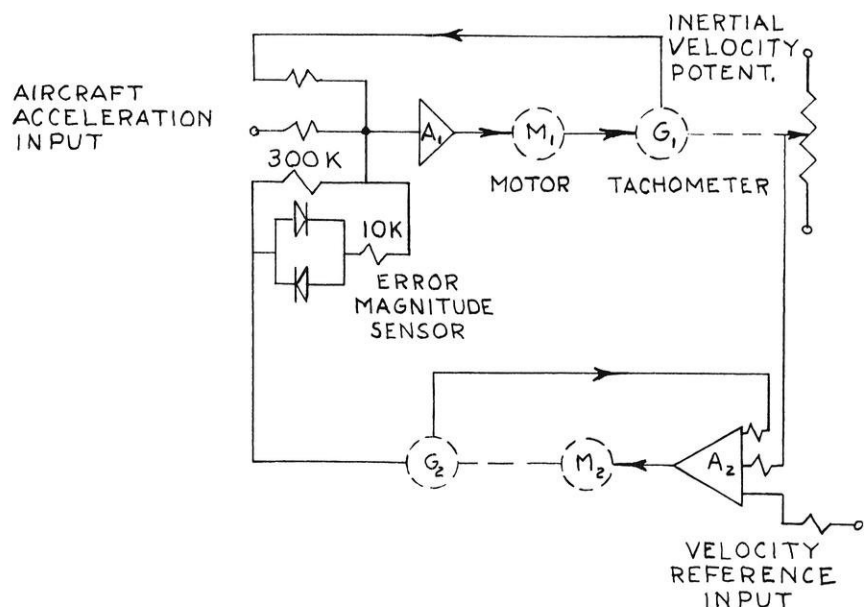 INERTIAL
VELOCITY
POTENT.
AIRCRAFT
ACCELERATION
INPUT
A₁
M₁
G₁
MOTOR
TACHOMETER
300K
10K
ERROR
MAGNITUDE
SENSOR
G₂
M₂
A₂
VELOCITY
REFERENCE
INPUT